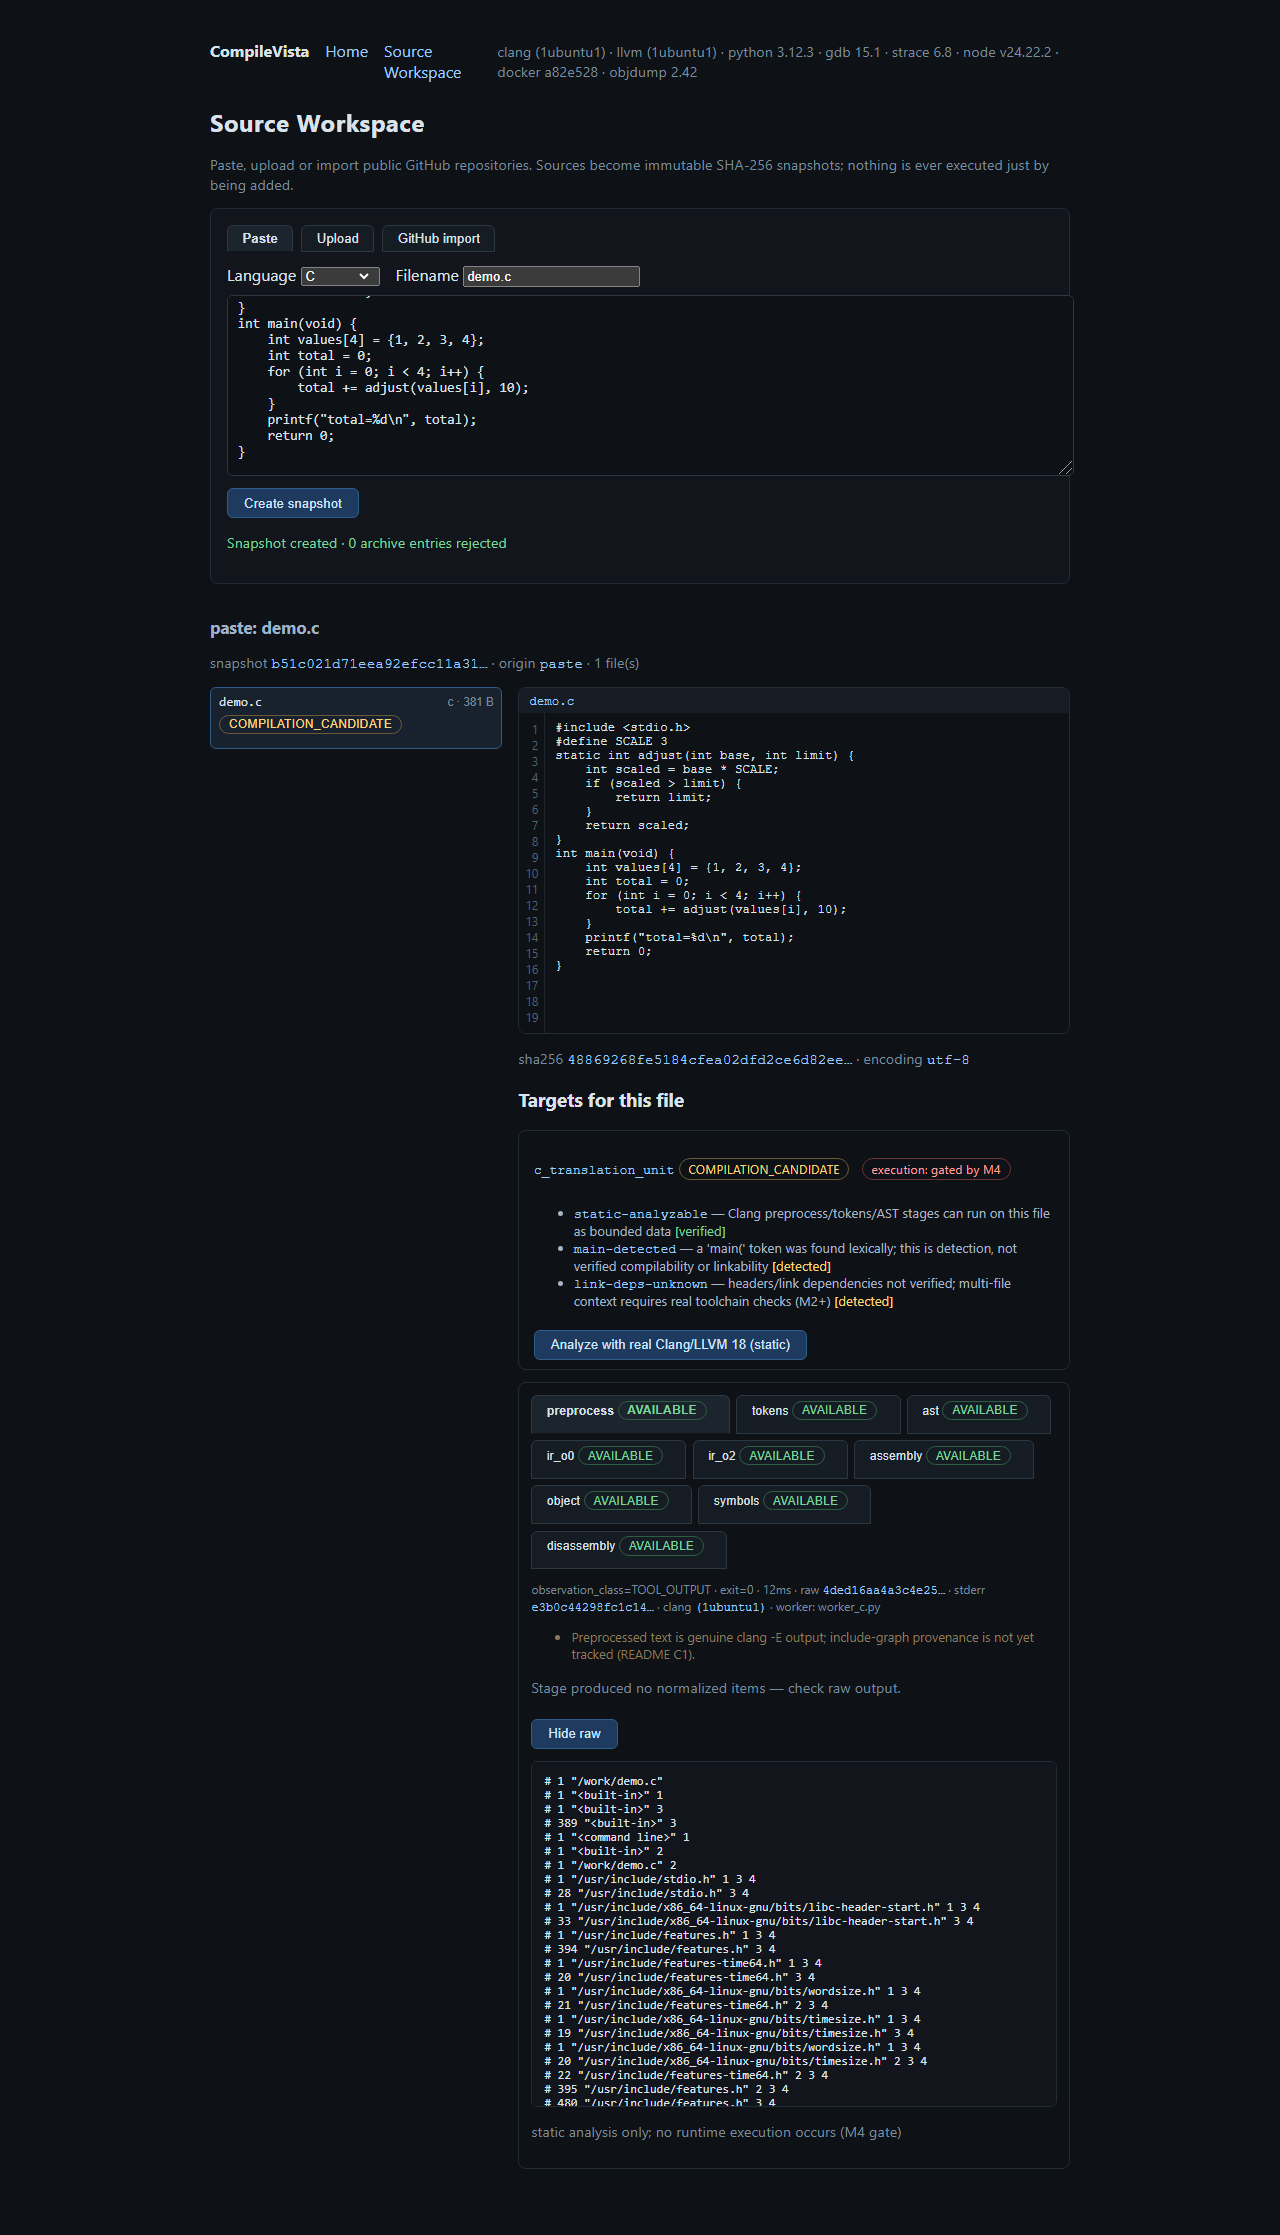 CompileVista Home Source Workspace
clang (1ubuntu1) · llvm (1ubuntu1) · python 3.12.3 · gdb 15.1 · strace 6.8 · node v24.22.2 ·
docker a82e528 · objdump 2.42
Source Workspace
Paste, upload or import public GitHub repositories. Sources become immutable SHA-256 snapshots; nothing is ever executed just by
being added.
Paste Upload GitHub import
Language C Filename demo.c
}
int main(void) {
    int values[4] = {1, 2, 3, 4};
    int total = 0;
    for (int i = 0; i < 4; i++) {
        total += adjust(values[i], 10);
    }
    printf("total=%d\n", total);
    return 0;
}
Create snapshot
Snapshot created · 0 archive entries rejected
paste: demo.c
snapshot b51c021d71eea92efcc11a31… · origin paste · 1 file(s)
demo.c c · 381 B
COMPILATION_CANDIDATE
demo.c
1 #include <stdio.h>
2 #define SCALE 3
3 static int adjust(int base, int limit) {
4     int scaled = base * SCALE;
5     if (scaled > limit) {
6         return limit;
7     }
8     return scaled;
9 }
10 int main(void) {
11     int values[4] = {1, 2, 3, 4};
12     int total = 0;
13     for (int i = 0; i < 4; i++) {
14         total += adjust(values[i], 10);
15     }
16     printf("total=%d\n", total);
17     return 0;
18 }
19
sha256 48869268fe5184cfea02dfd2ce6d82ee… · encoding utf-8
Targets for this file
c_translation_unit COMPILATION_CANDIDATE execution: gated by M4
• static-analyzable — Clang preprocess/tokens/AST stages can run on this file
as bounded data [verified]
• main-detected — a 'main(' token was found lexically; this is detection, not
verified compilability or linkability [detected]
• link-deps-unknown — headers/link dependencies not verified; multi-file
context requires real toolchain checks (M2+) [detected]
Analyze with real Clang/LLVM 18 (static)
preprocess AVAILABLE tokens AVAILABLE ast AVAILABLE
ir_o0 AVAILABLE ir_o2 AVAILABLE assembly AVAILABLE
object AVAILABLE symbols AVAILABLE
disassembly AVAILABLE
observation_class=TOOL_OUTPUT · exit=0 · 12ms · raw 4ded16aa4a3c4e25… · stderr
e3b0c44298fc1c14… · clang (1ubuntu1) · worker: worker_c.py
• Preprocessed text is genuine clang -E output; include-graph provenance is not yet
tracked (README C1).
Stage produced no normalized items — check raw output.
Hide raw
# 1 "/work/demo.c"
# 1 "<built-in>" 1
# 1 "<built-in>" 3
# 389 "<built-in>" 3
# 1 "<command line>" 1
# 1 "<built-in>" 2
# 1 "/work/demo.c" 2
# 1 "/usr/include/stdio.h" 1 3 4
# 28 "/usr/include/stdio.h" 3 4
# 1 "/usr/include/x86_64-linux-gnu/bits/libc-header-start.h" 1 3 4
# 33 "/usr/include/x86_64-linux-gnu/bits/libc-header-start.h" 3 4
# 1 "/usr/include/features.h" 1 3 4
# 394 "/usr/include/features.h" 3 4
# 1 "/usr/include/features-time64.h" 1 3 4
# 20 "/usr/include/features-time64.h" 3 4
# 1 "/usr/include/x86_64-linux-gnu/bits/wordsize.h" 1 3 4
# 21 "/usr/include/features-time64.h" 2 3 4
# 1 "/usr/include/x86_64-linux-gnu/bits/timesize.h" 1 3 4
# 19 "/usr/include/x86_64-linux-gnu/bits/timesize.h" 3 4
# 1 "/usr/include/x86_64-linux-gnu/bits/wordsize.h" 1 3 4
# 20 "/usr/include/x86_64-linux-gnu/bits/timesize.h" 2 3 4
# 22 "/usr/include/features-time64.h" 2 3 4
# 395 "/usr/include/features.h" 2 3 4
# 480 "/usr/include/features.h" 3 4
static analysis only; no runtime execution occurs (M4 gate)